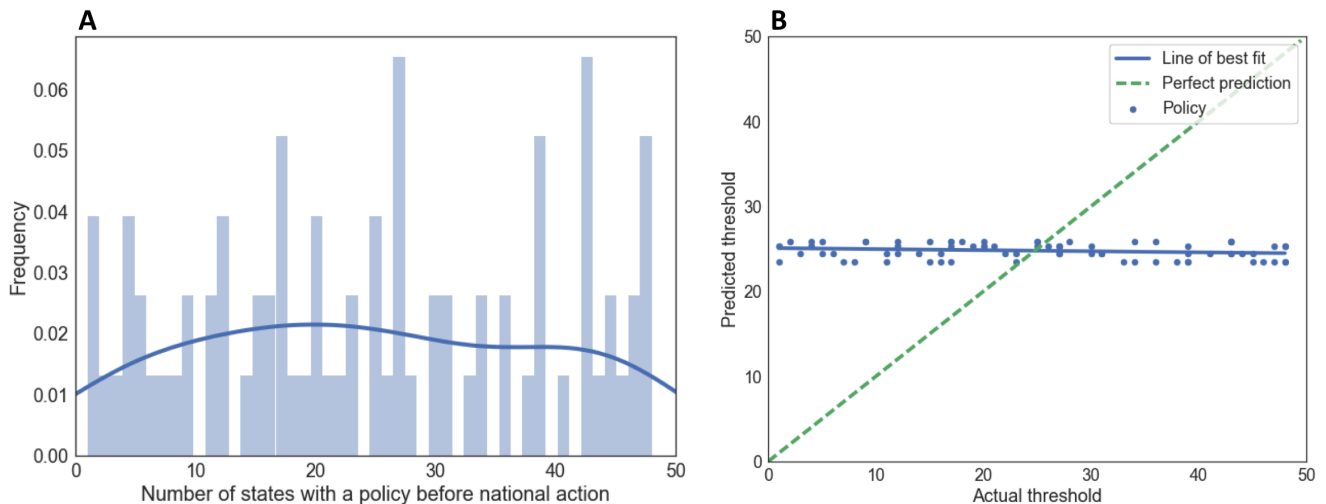 A
Frequency
0.06
0.05
0.04
0.03
0.02
0.01
0.00
0 10 20 30 40 50
Number of states with a policy before national action
B
Predicted threshold
50
40
30
20
10
0
Line of best fit
Perfect prediction
Policy
0 10 20 30 40 50
Actual threshold